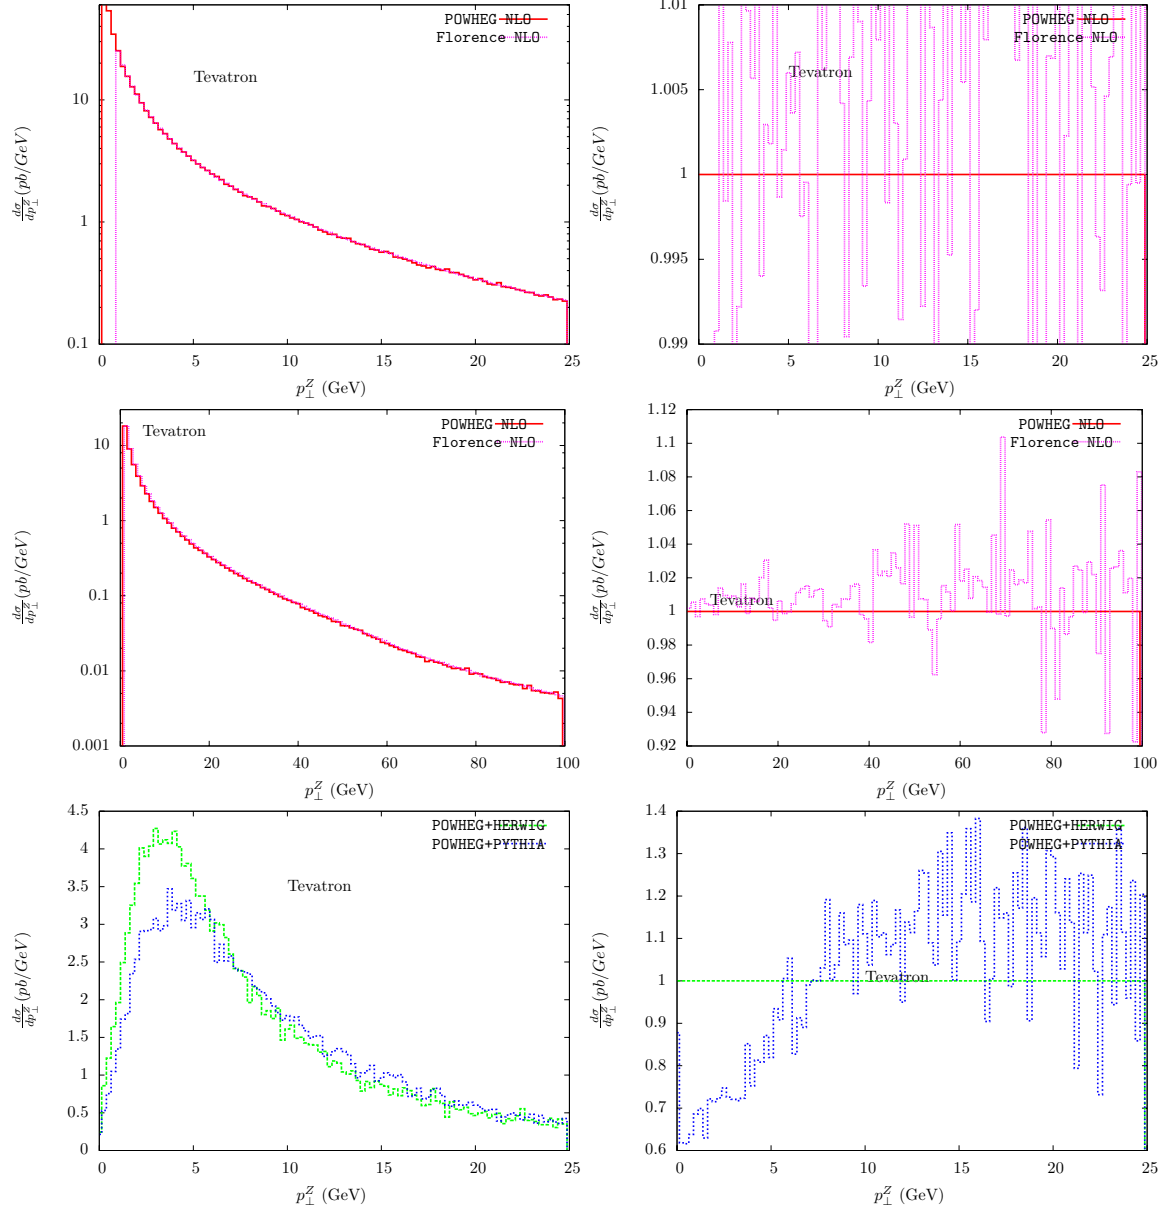 POWHEG NLO
Florence NLO
Tevatron
10
1
0.1
0 5 10 15 20 25
dσ/dp⊥^Z (pb/GeV)
p⊥^Z (GeV)
POWHEG NLO
Florence NLO
Tevatron
1.01
1.005
1
0.995
0.99
0 5 10 15 20 25
dσ/dp⊥^Z (pb/GeV)
p⊥^Z (GeV)
POWHEG NLO
Florence NLO
Tevatron
10
1
0.1
0.01
0.001
0 20 40 60 80 100
dσ/dp⊥^Z (pb/GeV)
p⊥^Z (GeV)
POWHEG NLO
Florence NLO
Tevatron
1.12
1.1
1.08
1.06
1.04
1.02
1
0.98
0.96
0.94
0.92
0 20 40 60 80 100
dσ/dp⊥^Z (pb/GeV)
p⊥^Z (GeV)
POWHEG+HERWIG
POWHEG+PYTHIA
Tevatron
4.5
4
3.5
3
2.5
2
1.5
1
0.5
0
0 5 10 15 20 25
dσ/dp⊥^Z (pb/GeV)
p⊥^Z (GeV)
POWHEG+HERWIG
POWHEG+PYTHIA
Tevatron
1.4
1.3
1.2
1.1
1
0.9
0.8
0.7
0.6
0 5 10 15 20 25
dσ/dp⊥^Z (pb/GeV)
p⊥^Z (GeV)